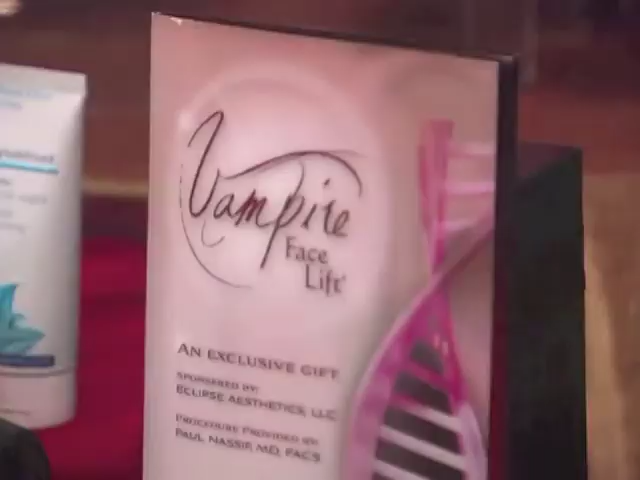 Vampire
Face
Lift
AN EXCLUSIVE GIFT
SPONSORED BY:
ECLIPSE AESTHETICS, LLC
PROCEDURE PROVIDED BY:
PAUL NASSIF, MD, FACS